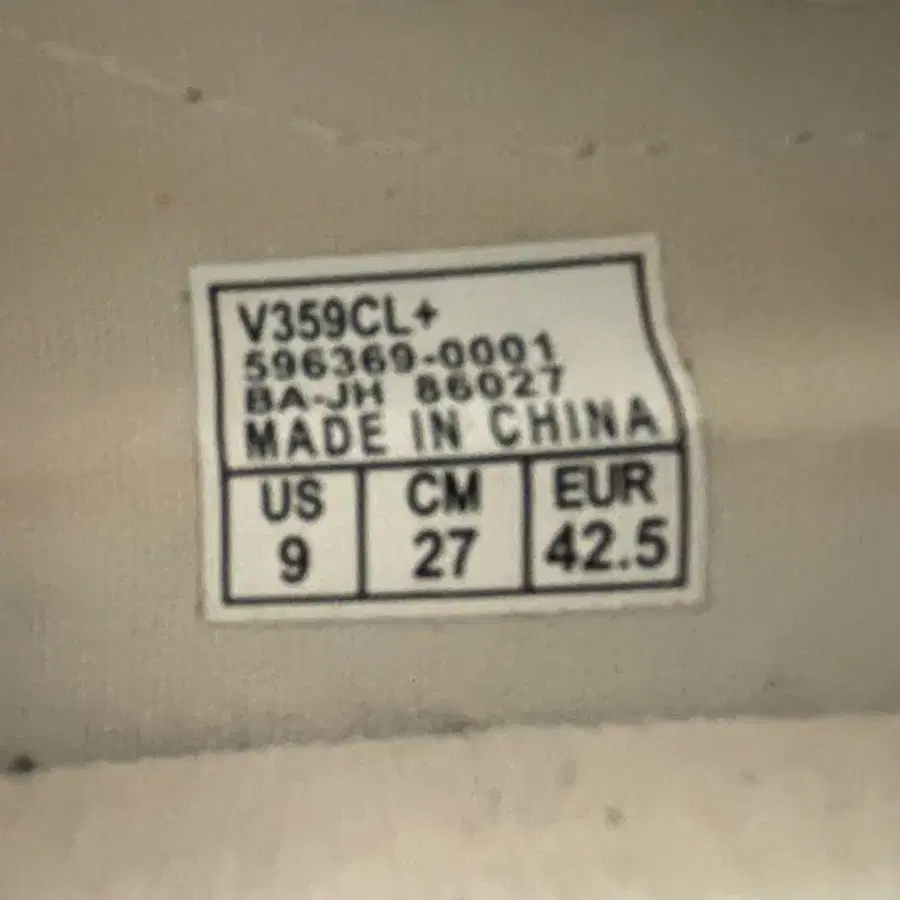 V359CL+
596369-0001
BA-JH 86027
MADE IN CHINA
US CM EUR
9 27 42.5